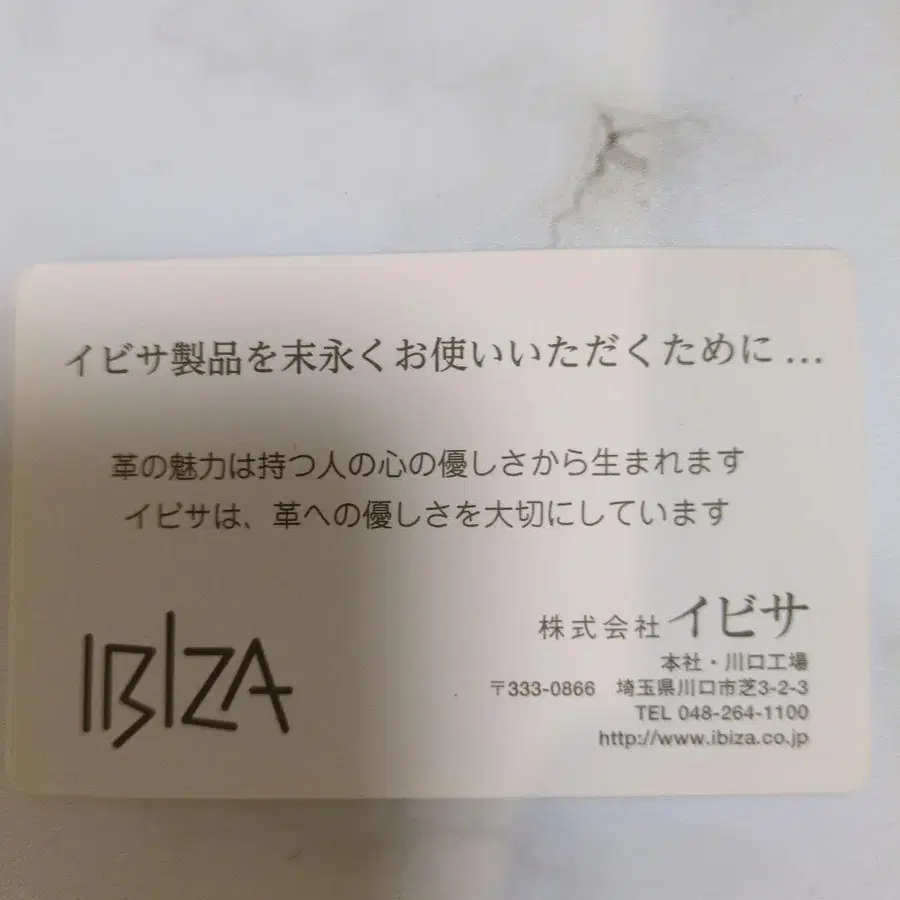 イビサ製品を末永くお使いいただくために...
革の魅力は持つ人の心の優しさから生まれます
イビサは、革への優しさを大切にしています
IBIZA
株式会社イビサ
本社・川口工場
〒333-0866 埼玉県川口市芝3-2-3
TEL 048-264-1100
http://www.ibiza.co.jp